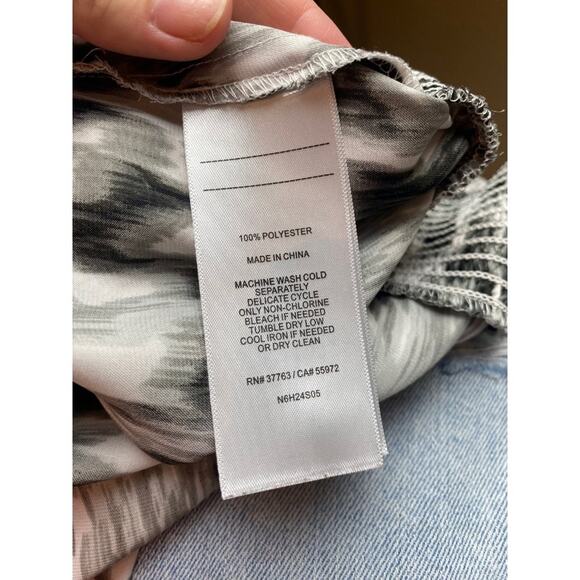 100% POLYESTER
MADE IN CHINA
MACHINE WASH COLD
SEPARATELY
DELICATE CYCLE
ONLY NON-CHLORINE
BLEACH IF NEEDED
TUMBLE DRY LOW
COOL IRON IF NEEDED
OR DRY CLEAN
RN# 37763 / CA# 55972
N6H24S05